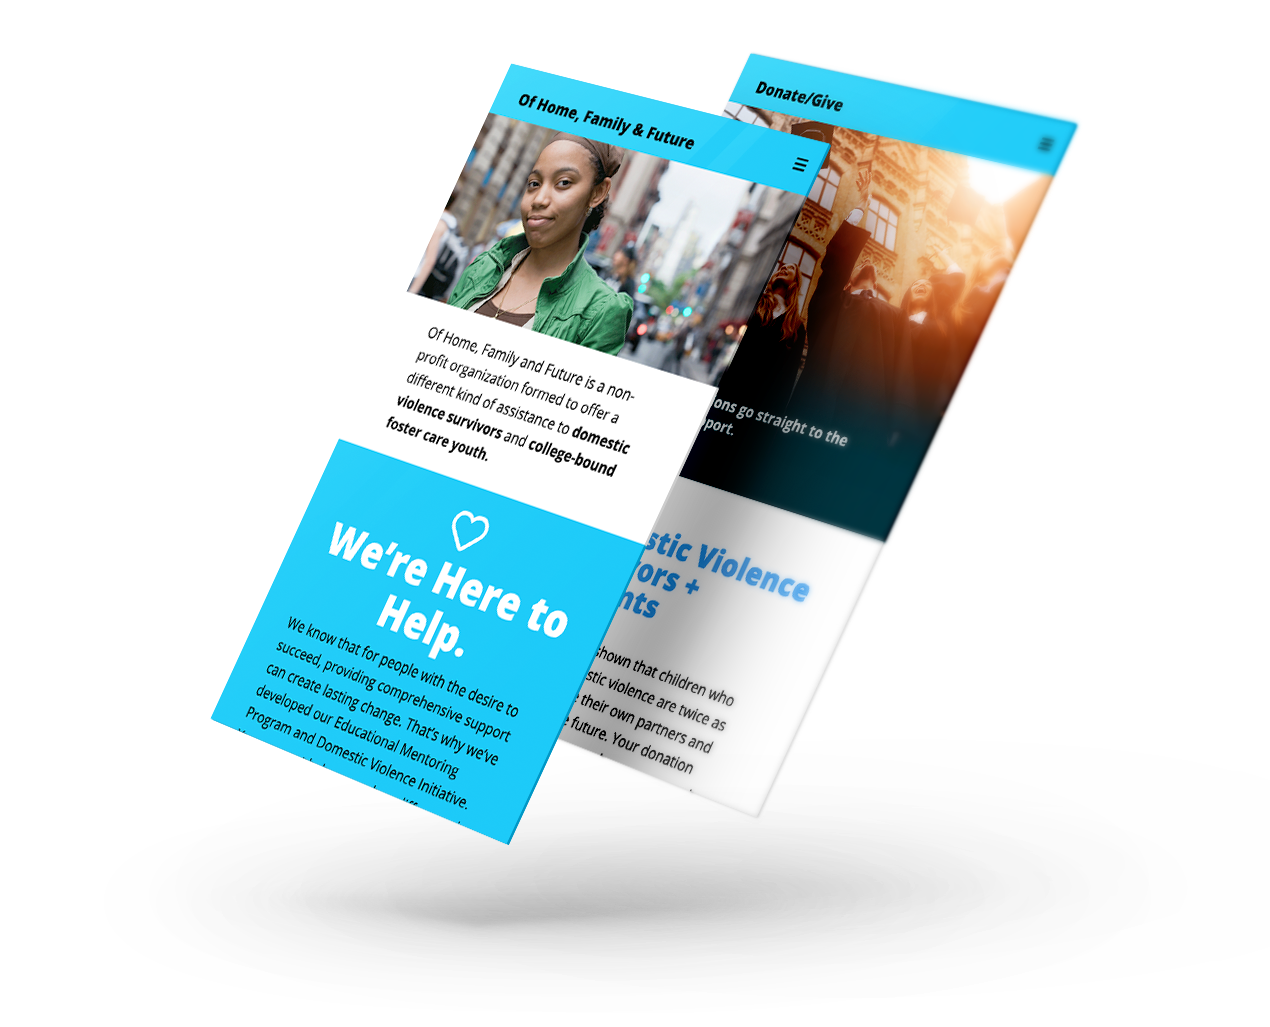 Of Home, Family & Future
Of Home, Family and Future is a non-
profit organization formed to offer a
different kind of assistance to domestic
violence survivors and college-bound
foster care youth.
We're Here to
Help.
We know that for people with the desire to
succeed, providing comprehensive support
can create lasting change. That's why we've
developed our Educational Mentoring
Program and Domestic Violence Initiative.
Donate/Give
ons go straight to the
port.
stic Violence
ors +
nts
shown that children who
stic violence are twice as
their own partners and
future. Your donation